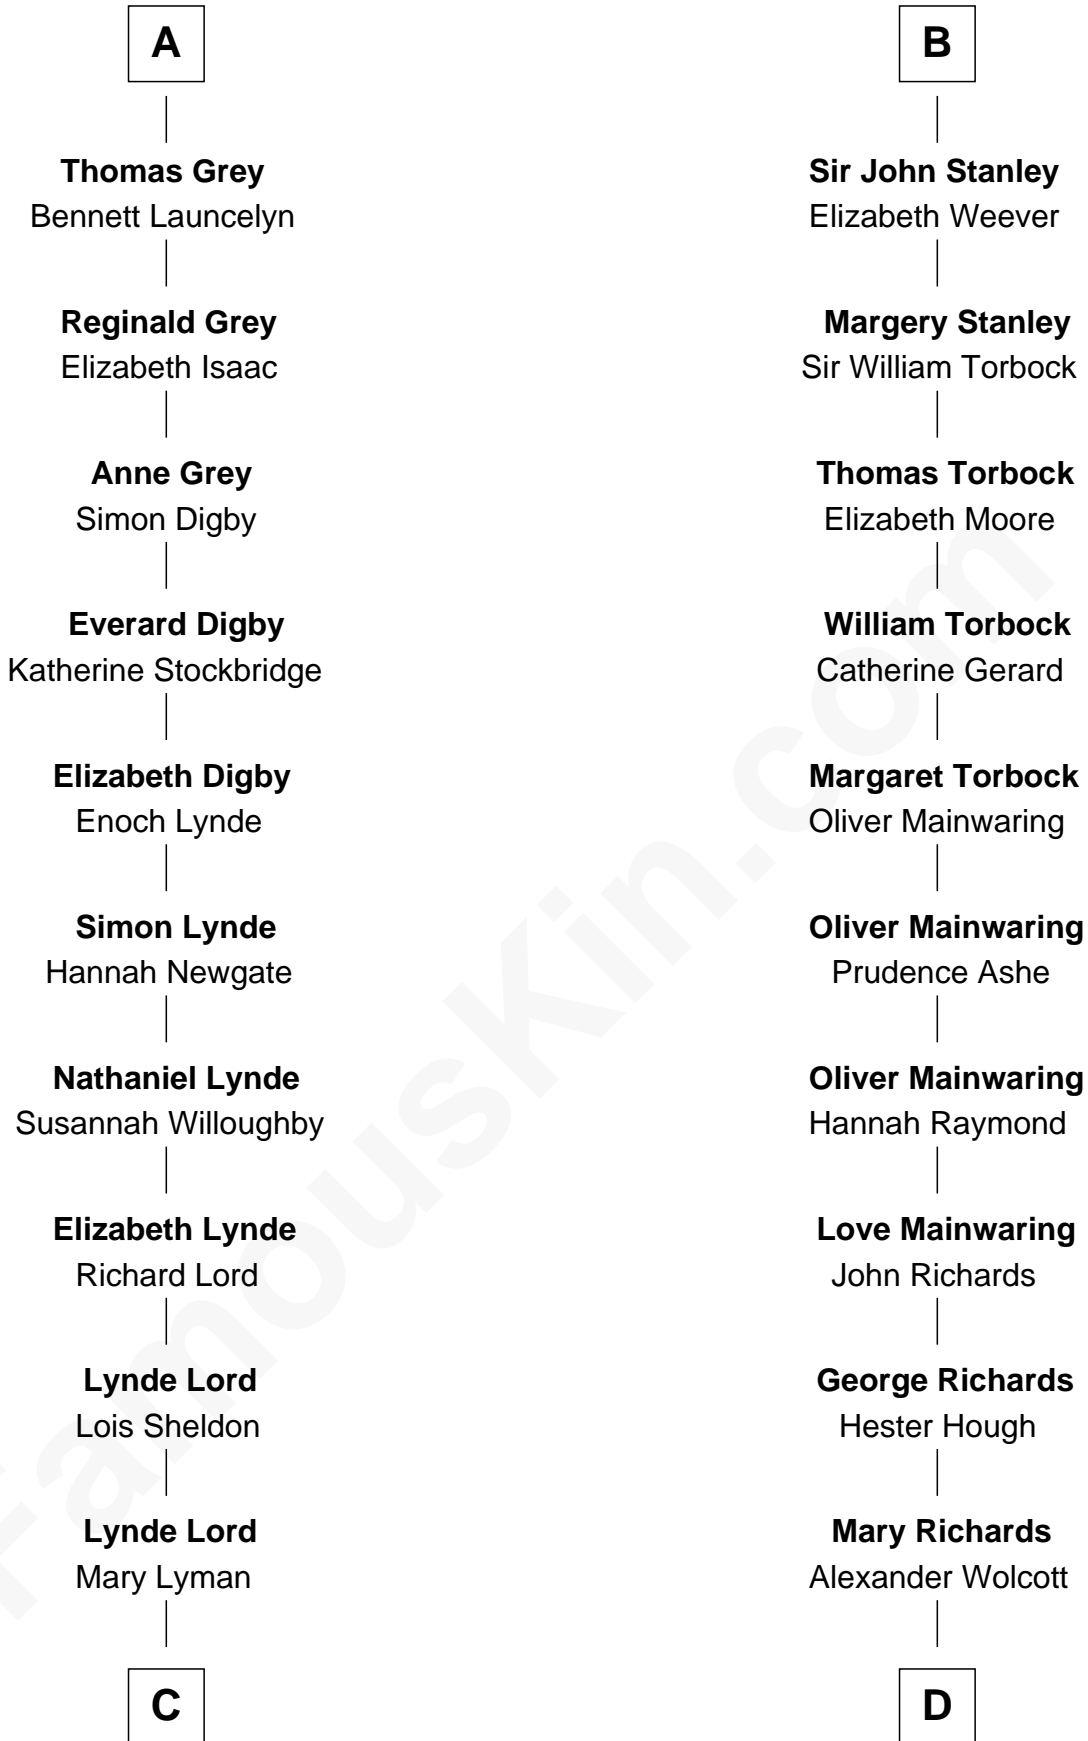 A
Thomas Grey
Bennett Launcelyn
Reginald Grey
Elizabeth Isaac
Anne Grey
Simon Digby
Everard Digby
Katherine Stockbridge
Elizabeth Digby
Enoch Lynde
Simon Lynde
Hannah Newgate
Nathaniel Lynde
Susannah Willoughby
Elizabeth Lynde
Richard Lord
Lynde Lord
Lois Sheldon
Lynde Lord
Mary Lyman
C
B
Sir John Stanley
Elizabeth Weever
Margery Stanley
Sir William Torbock
Thomas Torbock
Elizabeth Moore
William Torbock
Catherine Gerard
Margaret Torbock
Oliver Mainwaring
Oliver Mainwaring
Prudence Ashe
Oliver Mainwaring
Hannah Raymond
Love Mainwaring
John Richards
George Richards
Hester Hough
Mary Richards
Alexander Wolcott
D
FamousKin.com